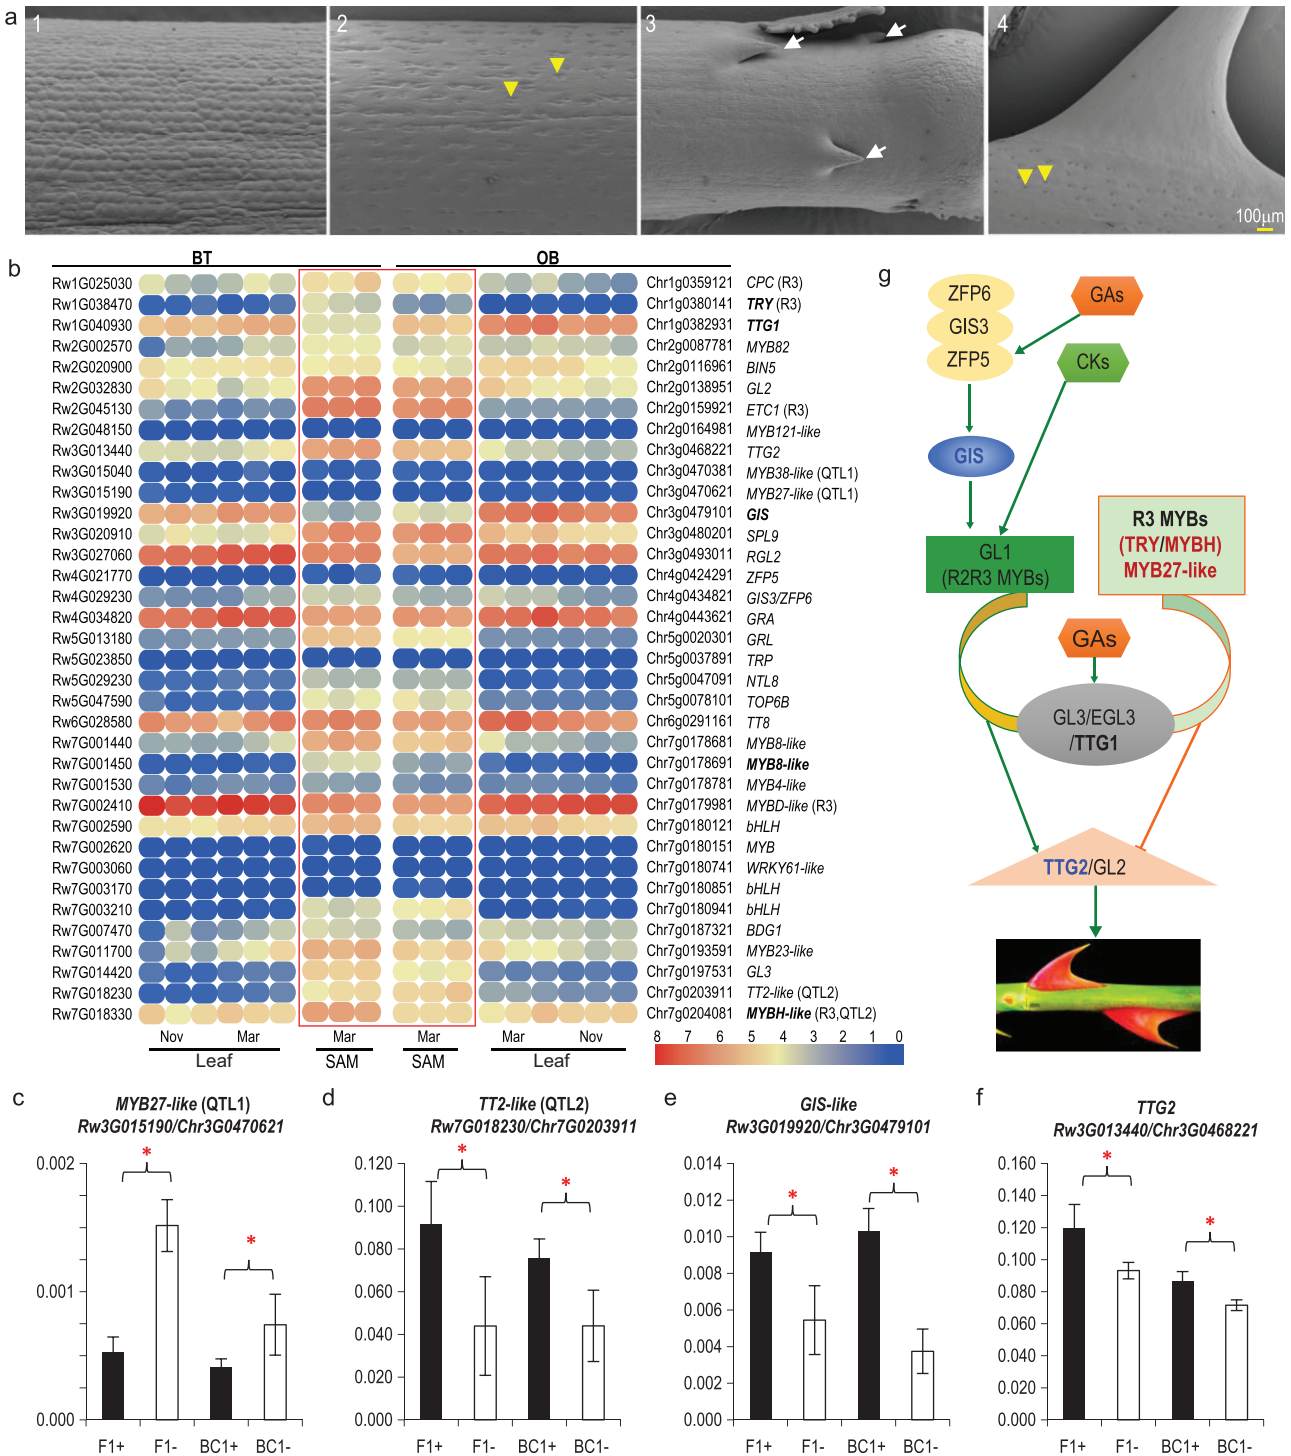 a
1
2
3
4
100µm
b
BT
OB
Rw1G025030 Chr1g0359121 CPC (R3)
Rw1G038470 Chr1g0380141 TRY (R3)
Rw1G040930 Chr1g0382931 TTG1
Rw2G002570 Chr2g0087781 MYB82
Rw2G020900 Chr2g0116961 BIN5
Rw2G032830 Chr2g0138951 GL2
Rw2G045130 Chr2g0159921 ETC1 (R3)
Rw2G048150 Chr2g0164981 MYB121-like
Rw3G013440 Chr3g0468221 TTG2
Rw3G015040 Chr3g0470381 MYB38-like (QTL1)
Rw3G015190 Chr3g0470621 MYB27-like (QTL1)
Rw3G019920 Chr3g0479101 GIS
Rw3G020910 Chr3g0480201 SPL9
Rw3G027060 Chr3g0493011 RGL2
Rw4G021770 Chr4g0424291 ZFP5
Rw4G029230 Chr4g0434821 GIS3/ZFP6
Rw4G034820 Chr4g0443621 GRA
Rw5G013180 Chr5g0020301 GRL
Rw5G023850 Chr5g0037891 TRP
Rw5G029230 Chr5g0047091 NTL8
Rw5G047590 Chr5g0078101 TOP6B
Rw6G028580 Chr6g0291161 TT8
Rw7G001440 Chr7g0178681 MYB8-like
Rw7G001450 Chr7g0178691 MYB8-like
Rw7G001530 Chr7g0178781 MYB4-like
Rw7G002410 Chr7g0179981 MYBD-like (R3)
Rw7G002590 Chr7g0180121 bHLH
Rw7G002620 Chr7g0180151 MYB
Rw7G003060 Chr7g0180741 WRKY61-like
Rw7G003170 Chr7g0180851 bHLH
Rw7G003210 Chr7g0180941 bHLH
Rw7G007470 Chr7g0187321 BDG1
Rw7G011700 Chr7g0193591 MYB23-like
Rw7G014420 Chr7g0197531 GL3
Rw7G018230 Chr7g0203911 TT2-like (QTL2)
Rw7G018330 Chr7g0204081 MYBH-like (R3,QTL2)
Nov Mar Mar Mar Mar Nov
Leaf SAM SAM Leaf
8 7 6 5 4 3 2 1 0
g
ZFP6
GIS3
ZFP5
GAs
CKs
GIS
GL1
(R2R3 MYBs)
R3 MYBs
(TRY/MYBH)
MYB27-like
GAs
GL3/EGL3
/TTG1
TTG2/GL2
c
MYB27-like (QTL1)
Rw3G015190/Chr3G0470621
*
*
0.002
0.001
0.000
F1+ F1- BC1+ BC1-
d
TT2-like (QTL2)
Rw7G018230/Chr7G0203911
*
*
0.120
0.100
0.080
0.060
0.040
0.020
0.000
F1+ F1- BC1+ BC1-
e
GIS-like
Rw3G019920/Chr3G0479101
*
*
0.014
0.012
0.010
0.008
0.006
0.004
0.002
0.000
F1+ F1- BC1+ BC1-
f
TTG2
Rw3G013440/Chr3G0468221
*
*
0.160
0.140
0.120
0.100
0.080
0.060
0.040
0.020
0.000
F1+ F1- BC1+ BC1-